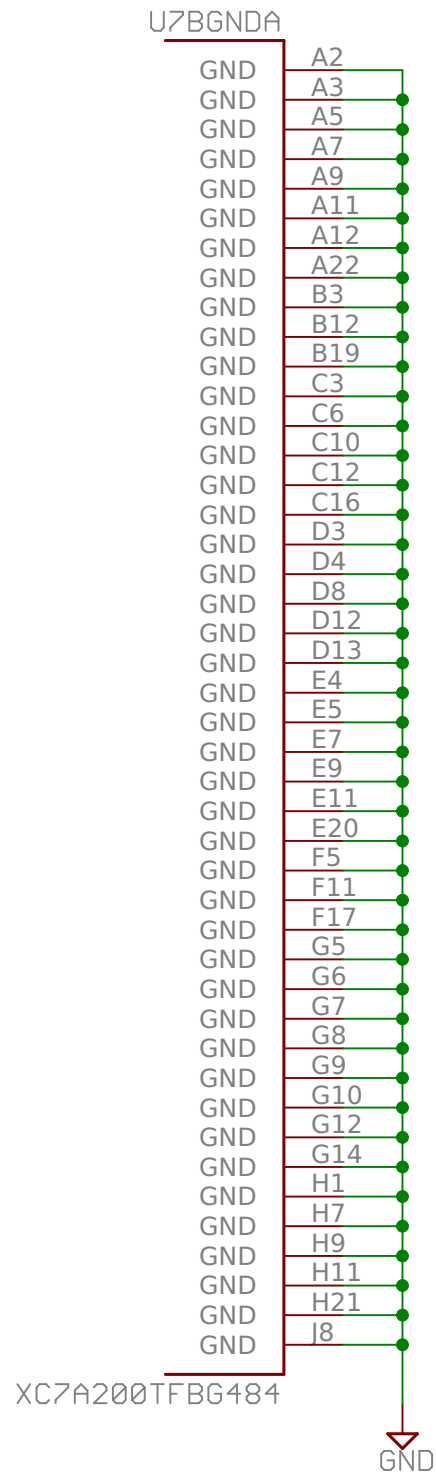 U7BGNDA
GND A2
GND A3
GND A5
GND A7
GND A9
GND A11
GND A12
GND A22
GND B3
GND B12
GND B19
GND C3
GND C6
GND C10
GND C12
GND C16
GND D3
GND D4
GND D8
GND D12
GND D13
GND E4
GND E5
GND E7
GND E9
GND E11
GND E20
GND F5
GND F11
GND F17
GND G5
GND G6
GND G7
GND G8
GND G9
GND G10
GND G12
GND G14
GND H1
GND H7
GND H9
GND H11
GND H21
GND J8
XC7A200TFBG484
GND